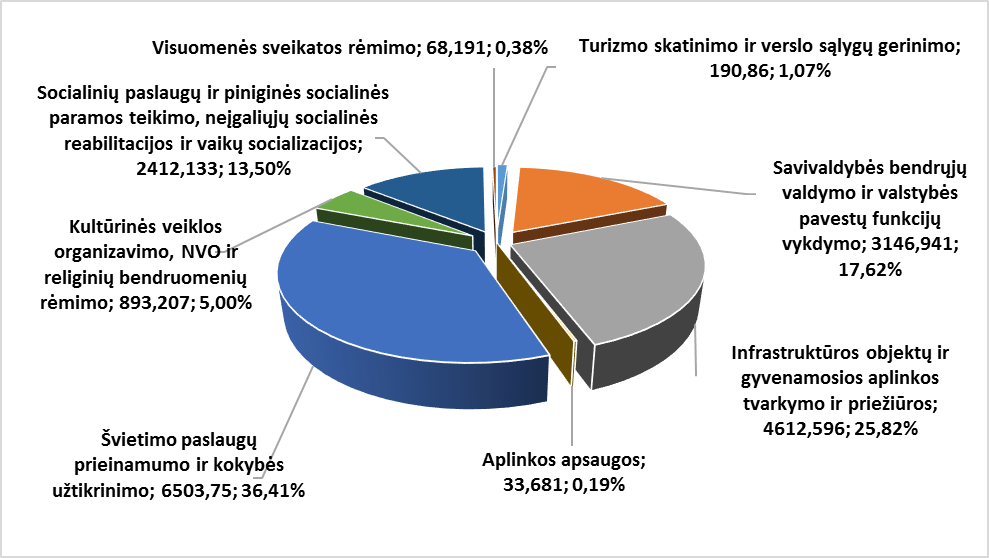 Visuomenės sveikatos rėmimo; 68,191; 0,38%
Turizmo skatinimo ir verslo sąlygų gerinimo;
190,86; 1,07%
Socialinių paslaugų ir piniginės socialinės
paramos teikimo, neįgaliųjų socialinės
reabilitacijos ir vaikų socializacijos;
2412,133; 13,50%
Savivaldybės bendrųjų
valdymo ir valstybės
pavestų funkcijų
vykdymo; 3146,941;
17,62%
Kultūrinės veiklos
organizavimo, NVO ir
religinių bendruomenių
rėmimo; 893,207; 5,00%
Infrastruktūros objektų ir
gyvenamosios aplinkos
tvarkymo ir priežiūros;
4612,596; 25,82%
Švietimo paslaugų
prieinamumo ir kokybės
užtikrinimo; 6503,75; 36,41%
Aplinkos apsaugos;
33,681; 0,19%